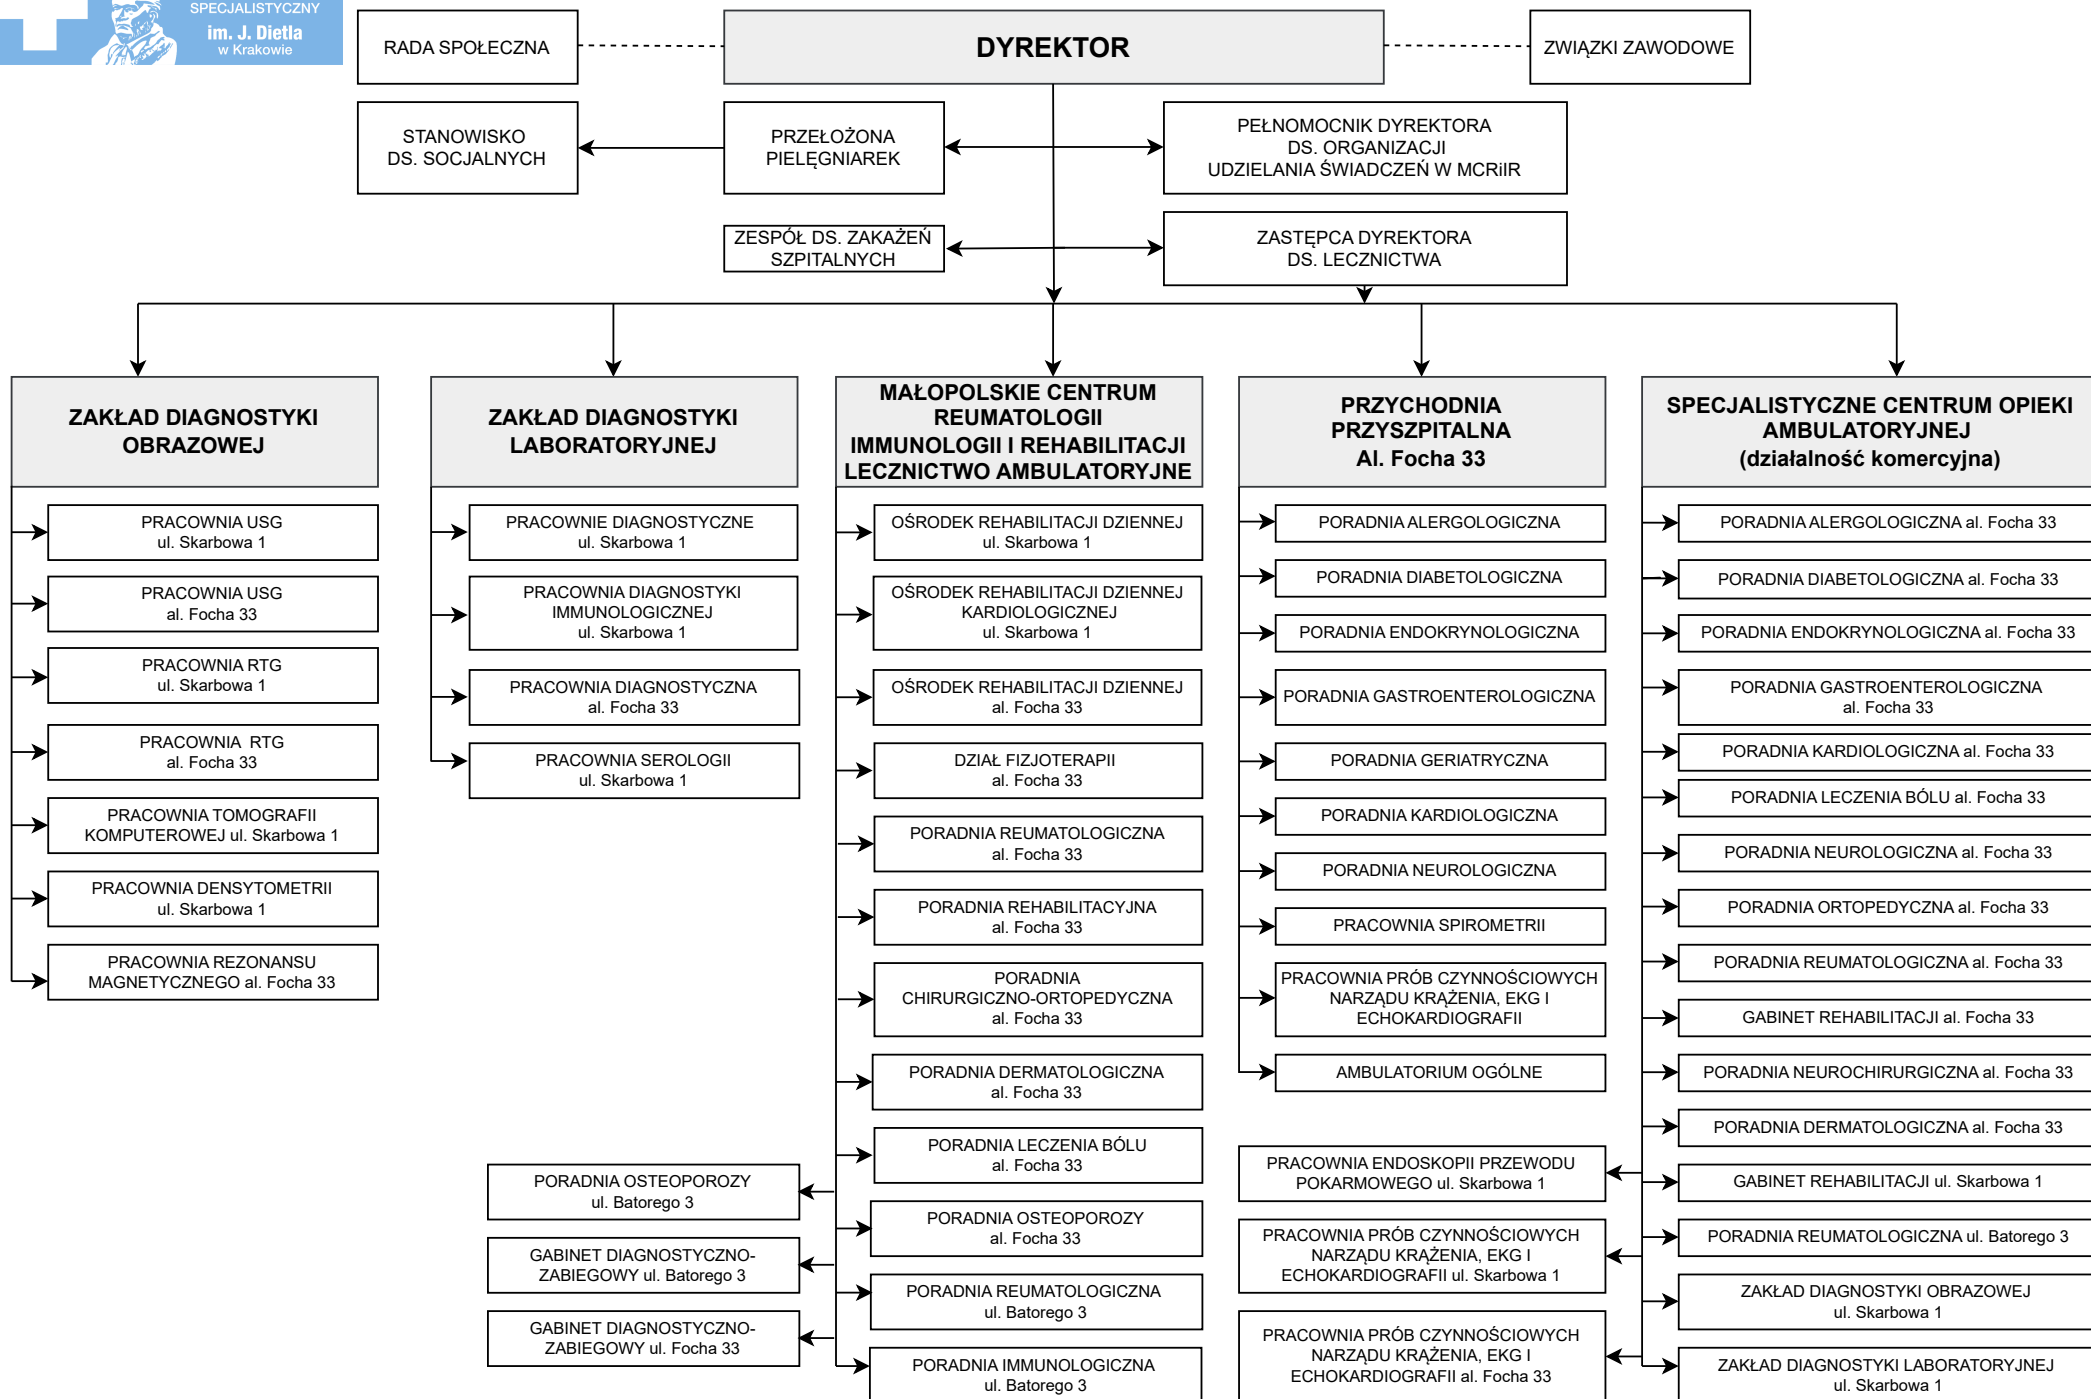 SPECJALISTYCZNY
im. J. Dietla
w Krakowie
RADA SPOŁECZNA
DYREKTOR
ZWIĄZKI ZAWODOWE
STANOWISKO
DS. SOCJALNYCH
PRZEŁOŻONA
PIELĘGNIAREK
PEŁNOMOCNIK DYREKTORA
DS. ORGANIZACJI
UDZIELANIA ŚWIADCZEŃ W MCRiIR
ZESPÓŁ DS. ZAKAŻEŃ
SZPITALNYCH
ZASTĘPCA DYREKTORA
DS. LECZNICTWA
ZAKŁAD DIAGNOSTYKI
OBRAZOWEJ
PRACOWNIA USG
ul. Skarbowa 1
PRACOWNIA USG
al. Focha 33
PRACOWNIA RTG
ul. Skarbowa 1
PRACOWNIA RTG
al. Focha 33
PRACOWNIA TOMOGRAFII
KOMPUTEROWEJ ul. Skarbowa 1
PRACOWNIA DENSYTOMETRII
ul. Skarbowa 1
PRACOWNIA REZONANSU
MAGNETYCZNEGO al. Focha 33
ZAKŁAD DIAGNOSTYKI
LABORATORYJNEJ
PRACOWNIE DIAGNOSTYCZNE
ul. Skarbowa 1
PRACOWNIA DIAGNOSTYKI
IMMUNOLOGICZNEJ
ul. Skarbowa 1
PRACOWNIA DIAGNOSTYCZNA
al. Focha 33
PRACOWNIA SEROLOGII
ul. Skarbowa 1
MAŁOPOLSKIE CENTRUM
REUMATOLOGII
IMMUNOLOGII I REHABILITACJI
LECZNICTWO AMBULATORYJNE
OŚRODEK REHABILITACJI DZIENNEJ
ul. Skarbowa 1
OŚRODEK REHABILITACJI DZIENNEJ
KARDIOLOGICZNEJ
ul. Skarbowa 1
OŚRODEK REHABILITACJI DZIENNEJ
al. Focha 33
DZIAŁ FIZJOTERAPII
al. Focha 33
PORADNIA REUMATOLOGICZNA
al. Focha 33
PORADNIA REHABILITACYJNA
al. Focha 33
PORADNIA
CHIRURGICZNO-ORTOPEDYCZNA
al. Focha 33
PORADNIA DERMATOLOGICZNA
al. Focha 33
PORADNIA LECZENIA BÓLU
al. Focha 33
PORADNIA OSTEOPOROZY
al. Focha 33
PORADNIA REUMATOLOGICZNA
ul. Batorego 3
PORADNIA IMMUNOLOGICZNA
ul. Batorego 3
PORADNIA OSTEOPOROZY
ul. Batorego 3
GABINET DIAGNOSTYCZNO-
ZABIEGOWY ul. Batorego 3
GABINET DIAGNOSTYCZNO-
ZABIEGOWY ul. Focha 33
PRZYCHODNIA
PRZYSZPITALNA
Al. Focha 33
PORADNIA ALERGOLOGICZNA
PORADNIA DIABETOLOGICZNA
PORADNIA ENDOKRYNOLOGICZNA
PORADNIA GASTROENTEROLOGICZNA
PORADNIA GERIATRYCZNA
PORADNIA KARDIOLOGICZNA
PORADNIA NEUROLOGICZNA
PRACOWNIA SPIROMETRII
PRACOWNIA PRÓB CZYNNOŚCIOWYCH
NARZĄDU KRĄŻENIA, EKG I
ECHOKARDIOGRAFII
AMBULATORIUM OGÓLNE
SPECJALISTYCZNE CENTRUM OPIEKI
AMBULATORYJNEJ
(działalność komercyjna)
PORADNIA ALERGOLOGICZNA al. Focha 33
PORADNIA DIABETOLOGICZNA al. Focha 33
PORADNIA ENDOKRYNOLOGICZNA al. Focha 33
PORADNIA GASTROENTEROLOGICZNA
al. Focha 33
PORADNIA KARDIOLOGICZNA al. Focha 33
PORADNIA LECZENIA BÓLU al. Focha 33
PORADNIA NEUROLOGICZNA al. Focha 33
PORADNIA ORTOPEDYCZNA al. Focha 33
PORADNIA REUMATOLOGICZNA al. Focha 33
GABINET REHABILITACJI al. Focha 33
PORADNIA NEUROCHIRURGICZNA al. Focha 33
PORADNIA DERMATOLOGICZNA al. Focha 33
GABINET REHABILITACJI ul. Skarbowa 1
PORADNIA REUMATOLOGICZNA ul. Batorego 3
ZAKŁAD DIAGNOSTYKI OBRAZOWEJ
ul. Skarbowa 1
ZAKŁAD DIAGNOSTYKI LABORATORYJNEJ
ul. Skarbowa 1
PRACOWNIA ENDOSKOPII PRZEWODU
POKARMOWEGO ul. Skarbowa 1
PRACOWNIA PRÓB CZYNNOŚCIOWYCH
NARZĄDU KRĄŻENIA, EKG I
ECHOKARDIOGRAFII ul. Skarbowa 1
PRACOWNIA PRÓB CZYNNOŚCIOWYCH
NARZĄDU KRĄŻENIA, EKG I
ECHOKARDIOGRAFII al. Focha 33